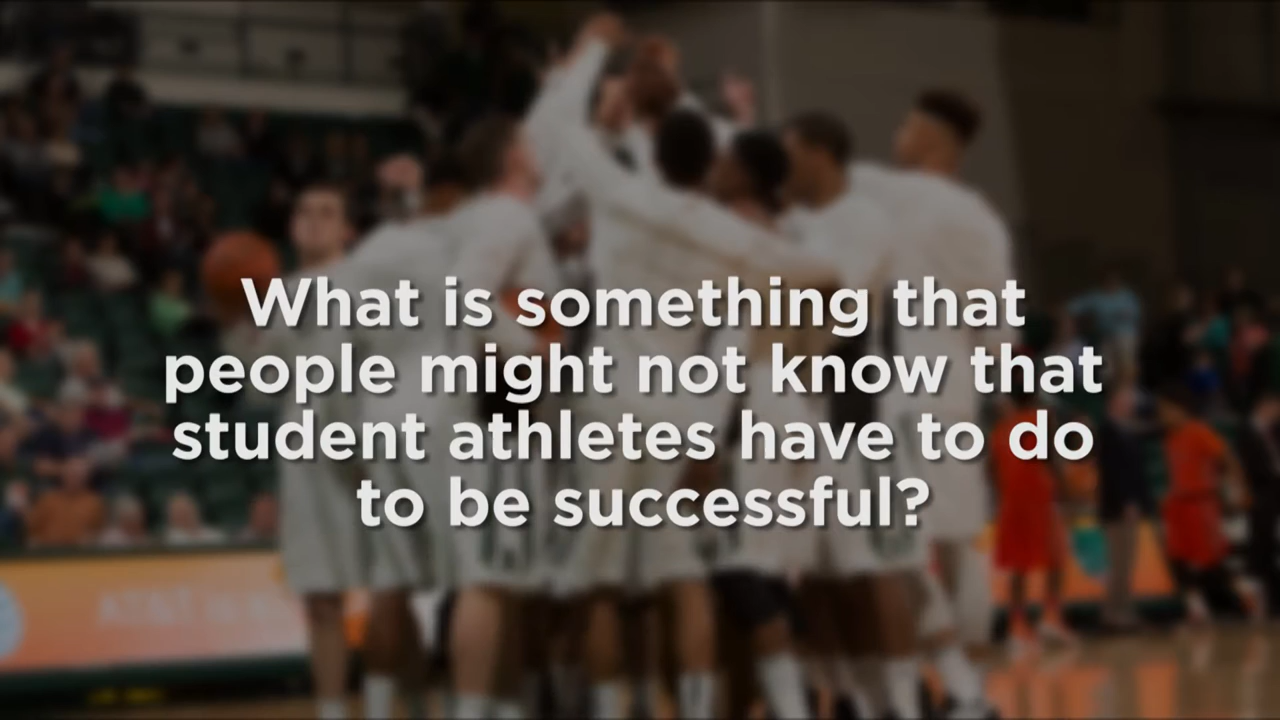 What is something that
people might not know that
student athletes have to do
to be successful?